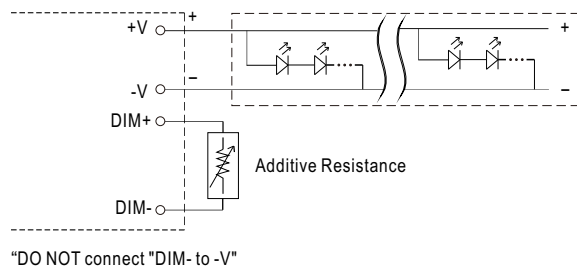 +V + +
-V − −
DIM+
Additive Resistance
DIM-
“DO NOT connect "DIM- to -V"